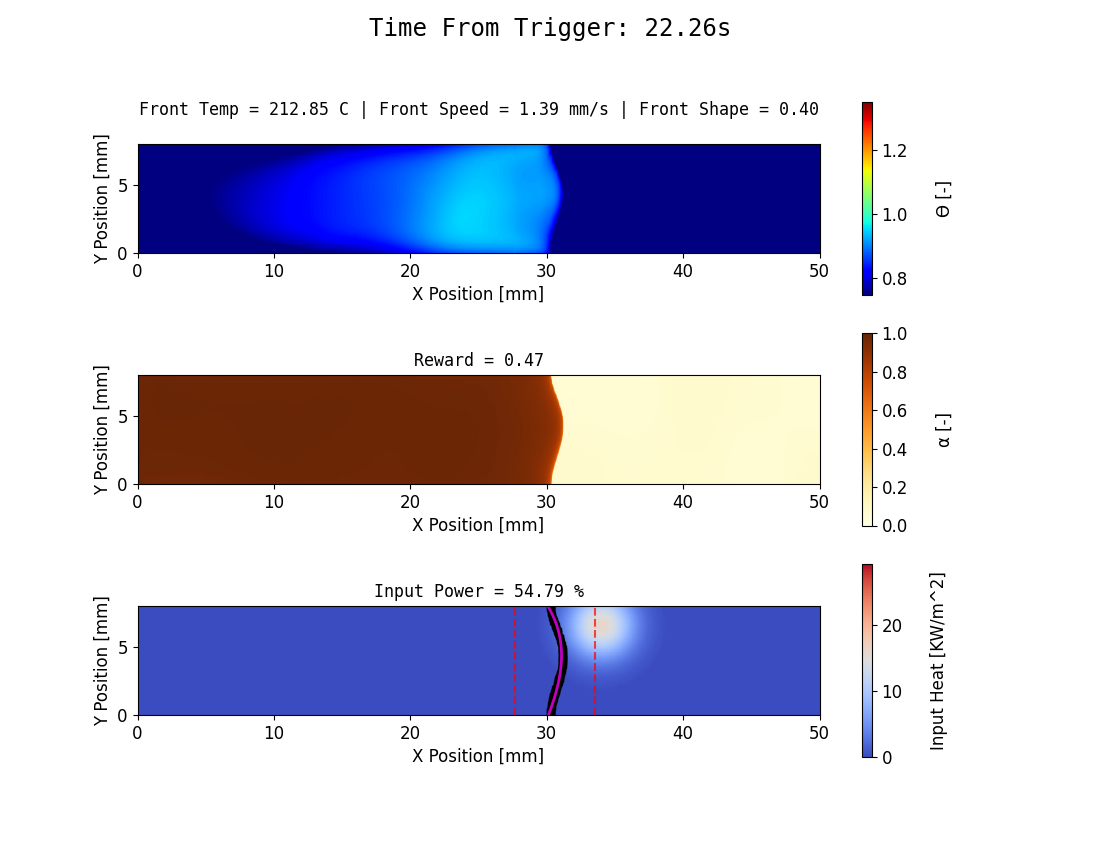 Time From Trigger: 22.26s
Front Temp = 212.85 C | Front Speed = 1.39 mm/s | Front Shape = 0.40
Y Position [mm]
5
0
0 10 20 30 40 50
X Position [mm]
1.2
1.0
0.8
Θ [-]
Reward = 0.47
Y Position [mm]
5
0
0 10 20 30 40 50
X Position [mm]
1.0
0.8
0.6
0.4
0.2
0.0
α [-]
Input Power = 54.79 %
Y Position [mm]
5
0
0 10 20 30 40 50
X Position [mm]
20
10
0
Input Heat [KW/m^2]